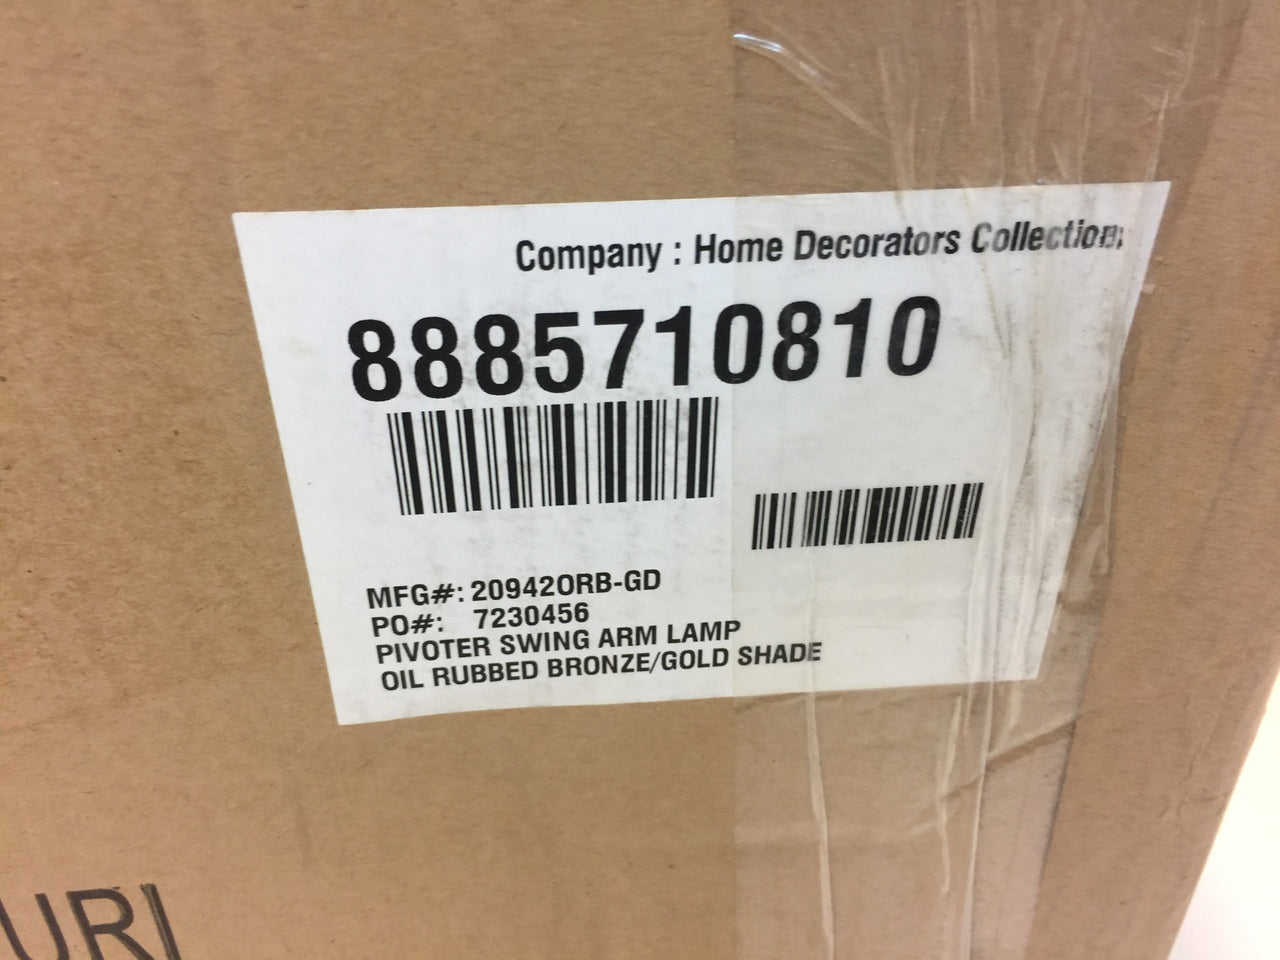 Company : Home Decorators Collection
8885710810
MFG#: 20942ORB-GD
PO#: 7230456
PIVOTER SWING ARM LAMP
OIL RUBBED BRONZE/GOLD SHADE
URI